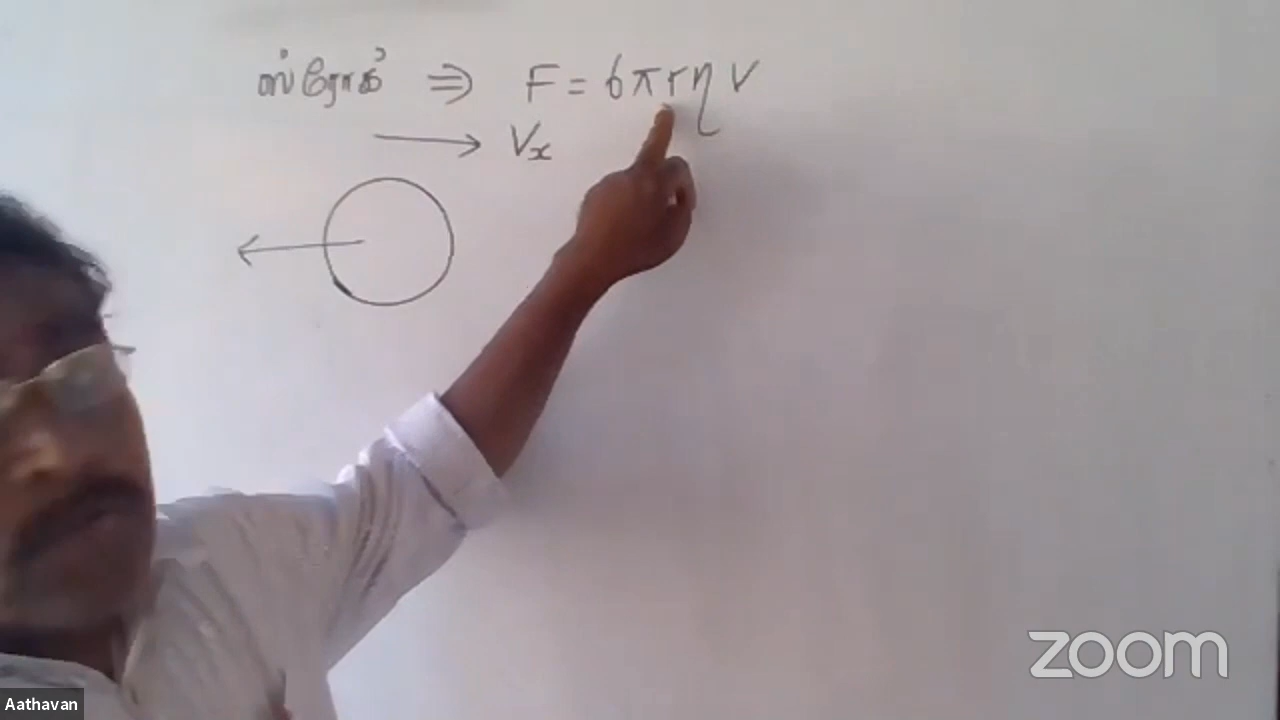 ஸ்ரோக் ⇒ F = 6πrηv
→ Vx
zoom
Aathavan